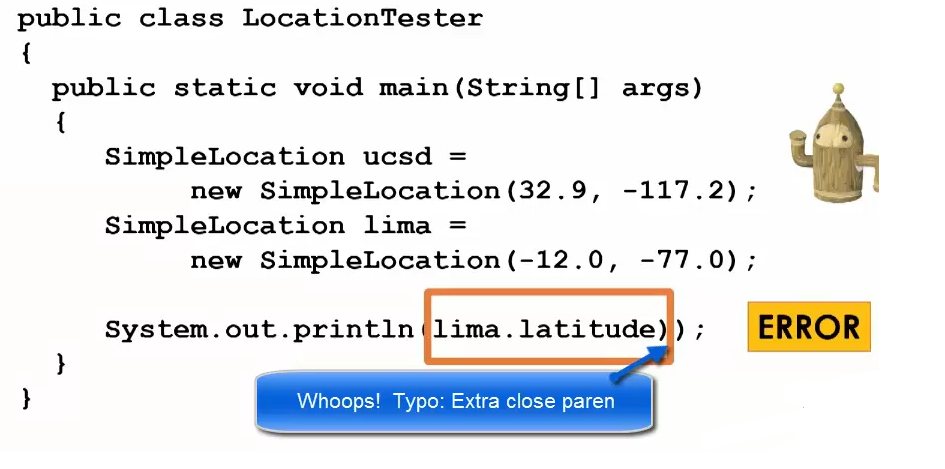 public class LocationTester
{
public static void main(String[] args)
{
SimpleLocation ucsd =
new SimpleLocation(32.9, -117.2);
SimpleLocation lima =
new SimpleLocation(-12.0, -77.0);
System.out.println(lima.latitude));
ERROR
}
Whoops! Typo: Extra close paren
}